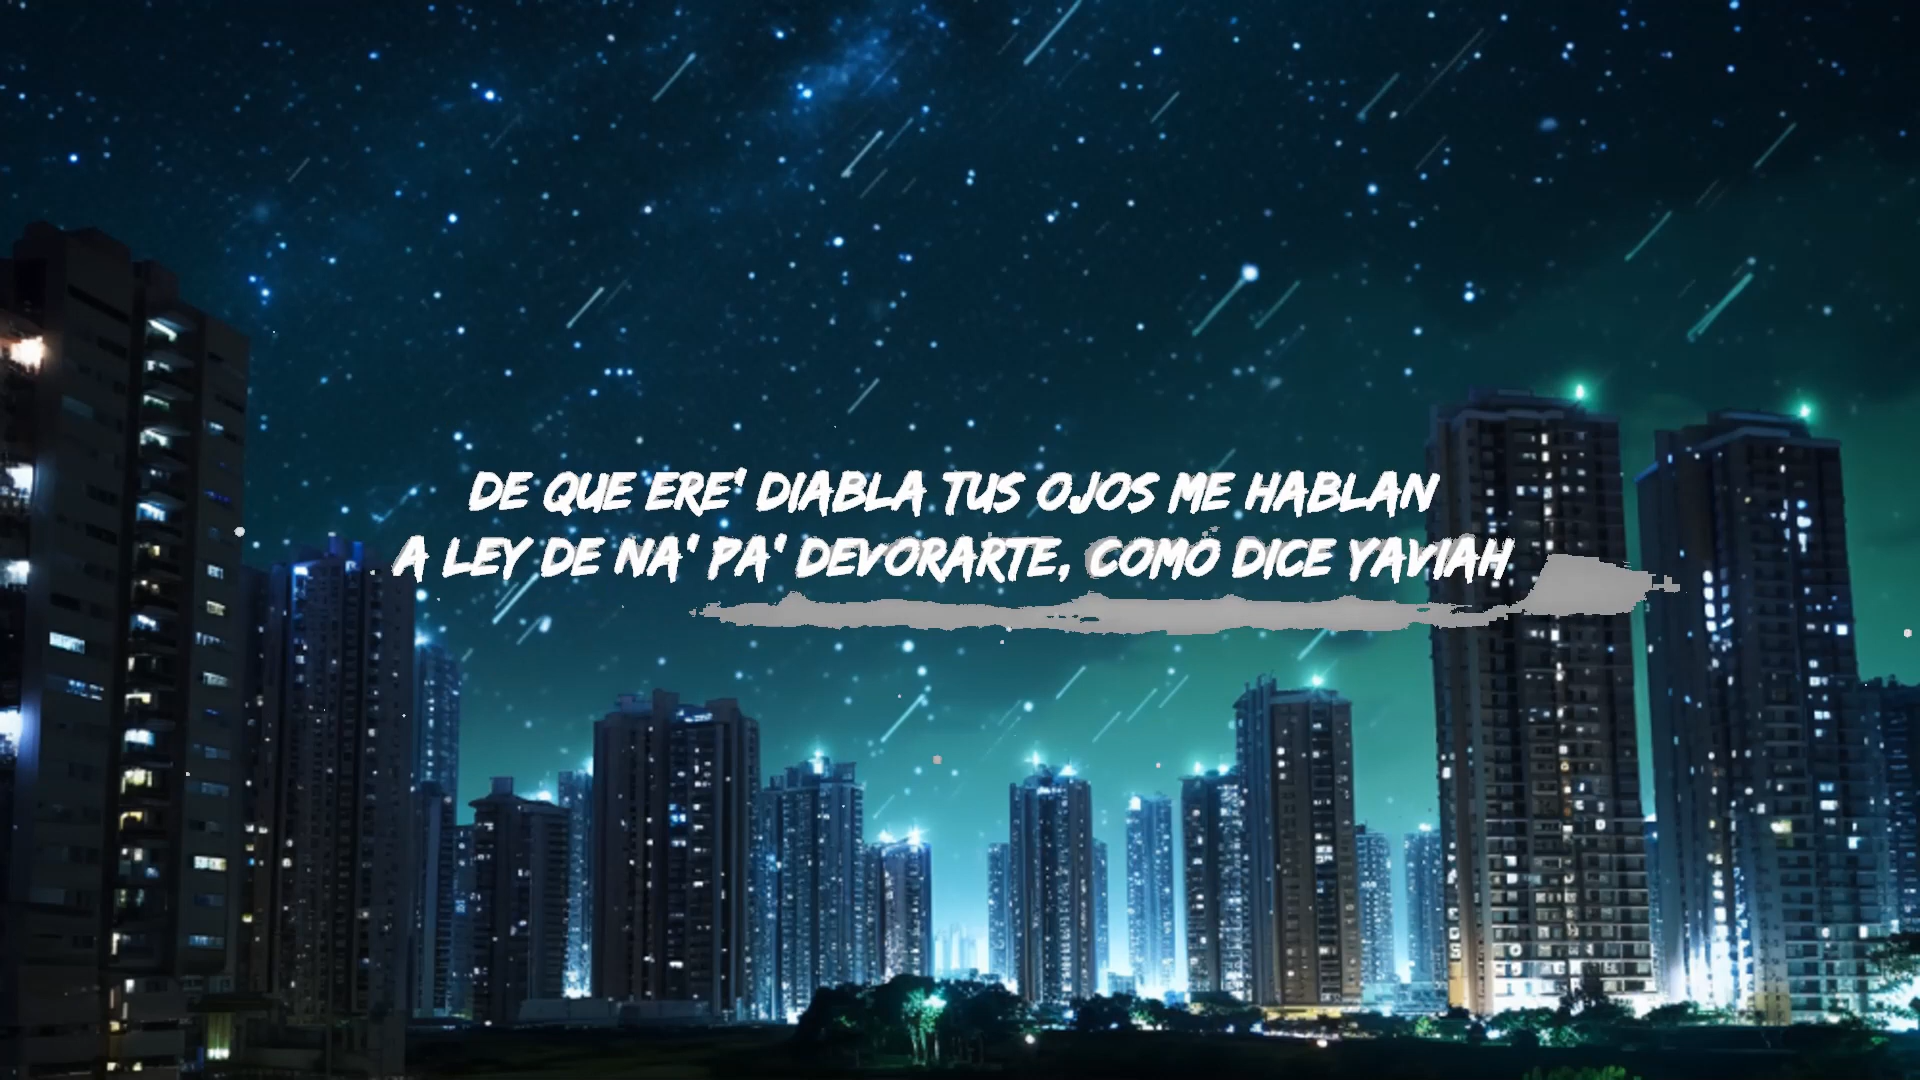 DE QUE ERE' DIABLA TUS OJOS ME HABLAN
A LEY DE NA' PA' DEVORARTE, COMO DICE YAVIAH